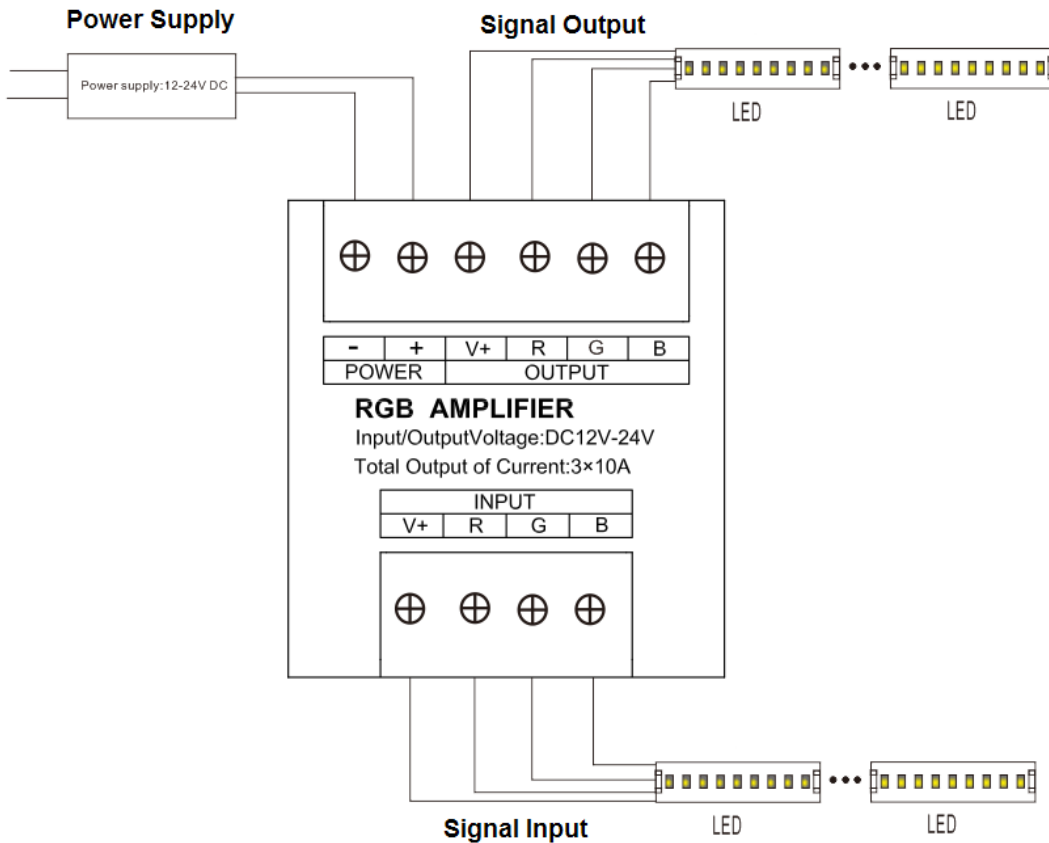 Power Supply
Signal Output
Power supply:12-24V DC
LED
LED
- + V+ R G B
POWER OUTPUT
RGB AMPLIFIER
Input/OutputVoltage:DC12V-24V
Total Output of Current:3×10A
INPUT
V+ R G B
Signal Input
LED
LED